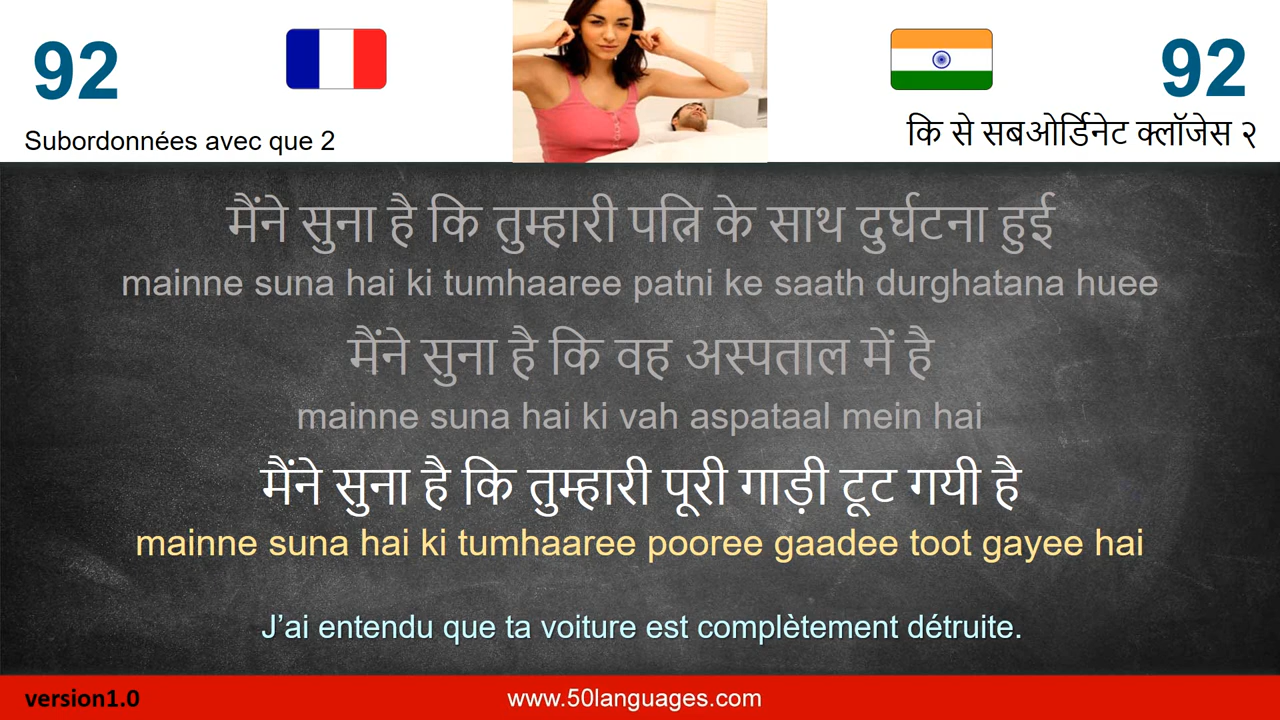 92
92
Subordonnées avec que 2
कि से सबओर्डिनेट क्लॉजेस २
मैंने सुना है कि तुम्हारी पत्नि के साथ दुर्घटना हुई
mainne suna hai ki tumhaaree patni ke saath durghatana huee
मैंने सुना है कि वह अस्पताल में है
mainne suna hai ki vah aspataal mein hai
मैंने सुना है कि तुम्हारी पूरी गाड़ी टूट गयी है
mainne suna hai ki tumhaaree pooree gaadee toot gayee hai
J’ai entendu que ta voiture est complètement détruite.
version1.0
www.50languages.com